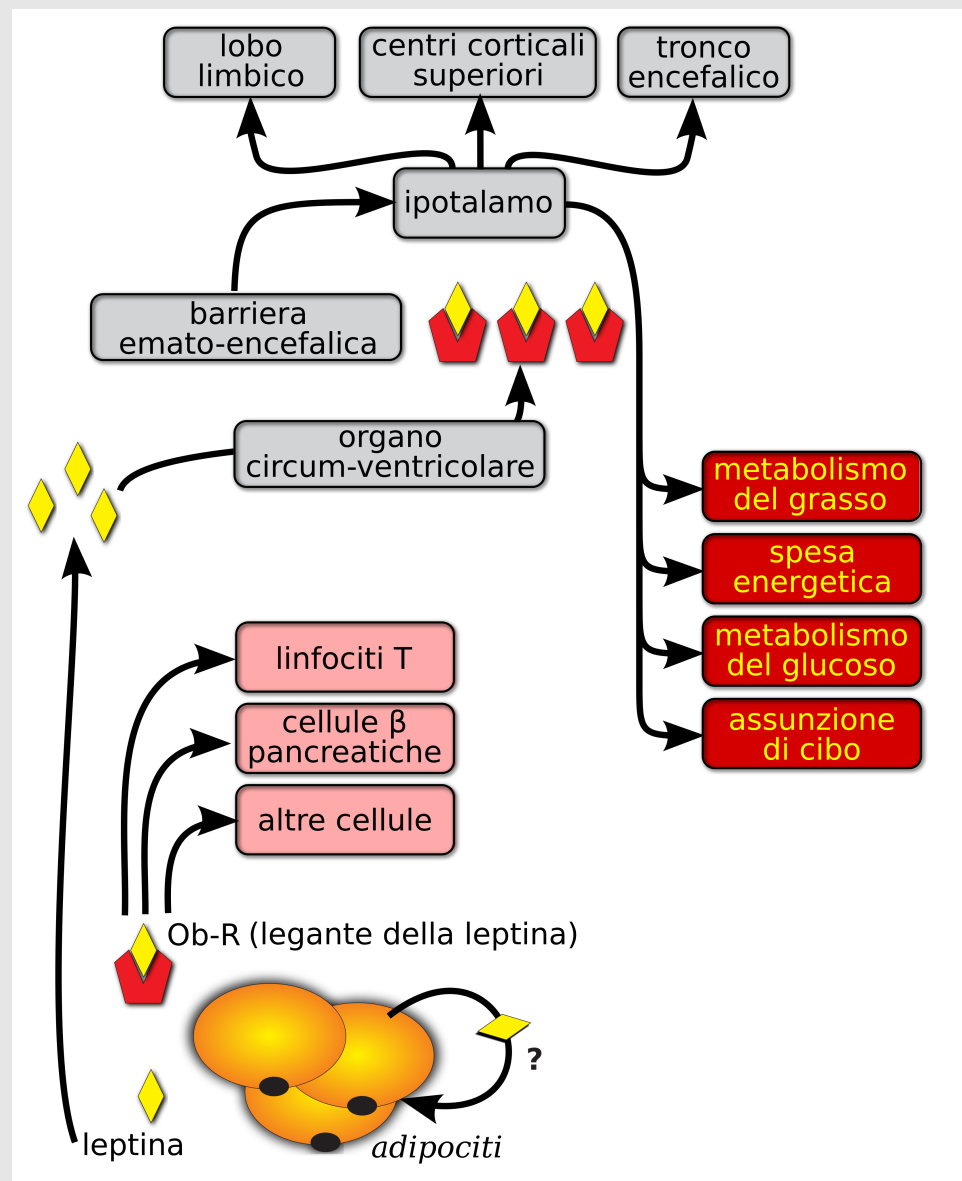 lobo
limbico
centri corticali
superiori
tronco
encefalico
ipotalamo
barriera
emato-encefalica
organo
circum-ventricolare
metabolismo
del grasso
spesa
energetica
metabolismo
del glucoso
assunzione
di cibo
linfociti T
cellule β
pancreatiche
altre cellule
Ob-R (legante della leptina)
?
leptina
adipociti